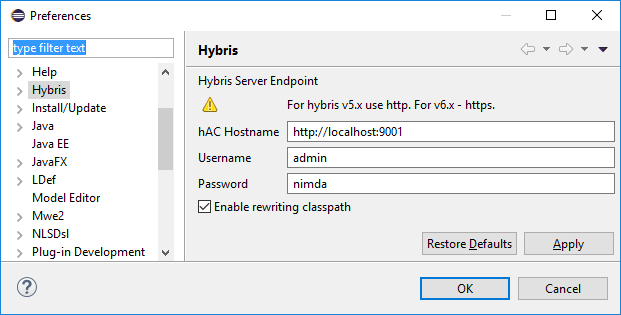 Preferences
type filter text
Help
Hybris
Install/Update
Java
Java EE
JavaFX
LDef
Model Editor
Mwe2
NLSDsl
Plug-in Development
Hybris
Hybris Server Endpoint
For hybris v5.x use http. For v6.x - https.
hAC Hostname http://localhost:9001
Username admin
Password nimda
Enable rewriting classpath
Restore Defaults Apply
? OK Cancel